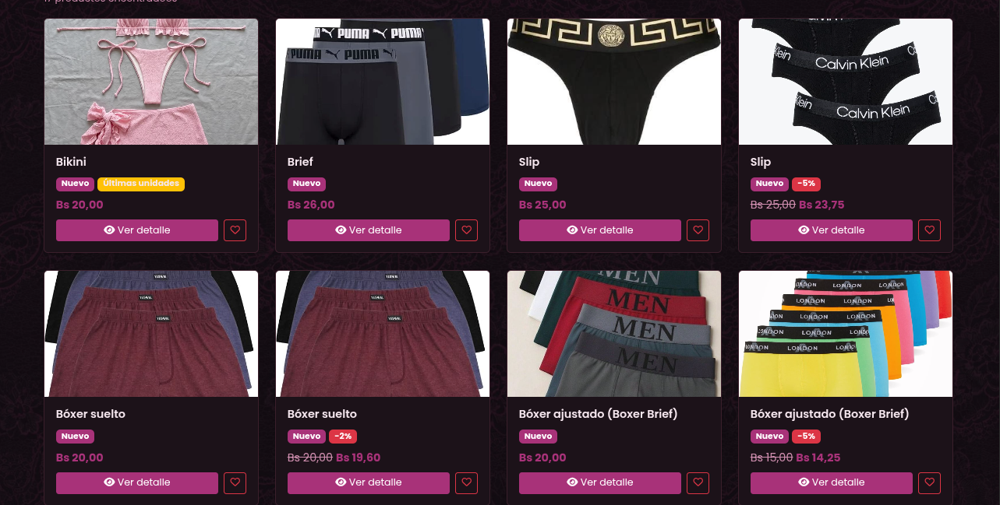 17 productos encontrados
PUMA PUMA
PUMA PUMA
Calvin Klein
Calvin Klein
Bikini
Nuevo Últimas unidades
Bs 20,00
Ver detalle
Brief
Nuevo
Bs 26,00
Ver detalle
Slip
Nuevo
Bs 25,00
Ver detalle
Slip
Nuevo -5%
Bs 25,00 Bs 23,75
Ver detalle
MEN
MEN
MEN
MEN
LONDON LONDON
LONDON
LONDON
LONDON
LONDON
LONDON
Bóxer suelto
Nuevo
Bs 20,00
Ver detalle
Bóxer suelto
Nuevo -2%
Bs 20,00 Bs 19,60
Ver detalle
Bóxer ajustado (Boxer Brief)
Nuevo
Bs 20,00
Ver detalle
Bóxer ajustado (Boxer Brief)
Nuevo -5%
Bs 15,00 Bs 14,25
Ver detalle